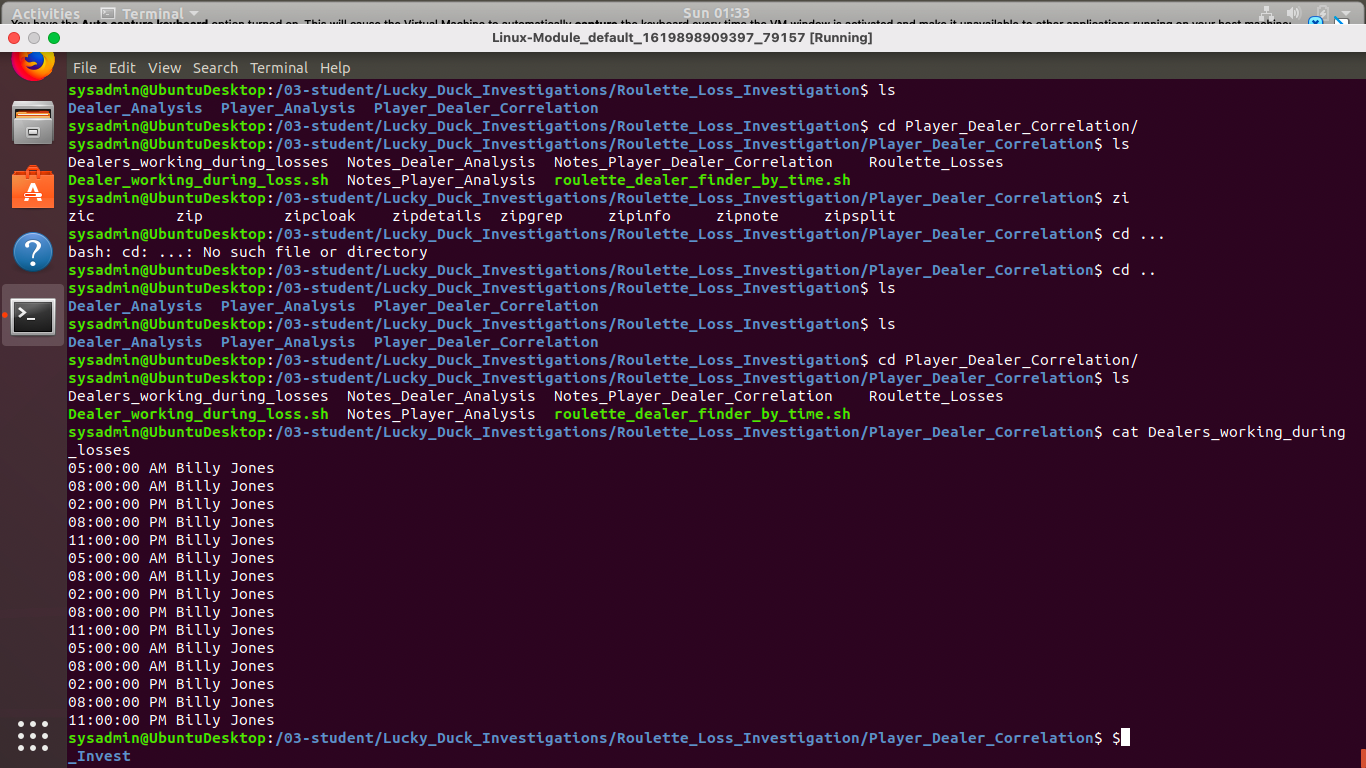 Activities Terminal Sun 01:33
You have the Auto capture keyboard option turned on. This will cause the Virtual Machine to automatically capture the keyboard every time the VM window is activated and make it unavailable to other applications running on your host machine:
Linux-Module_default_1619898909397_79157 [Running]
File Edit View Search Terminal Help
sysadmin@UbuntuDesktop:/03-student/Lucky_Duck_Investigations/Roulette_Loss_Investigation$ ls
Dealer_Analysis Player_Analysis Player_Dealer_Correlation
sysadmin@UbuntuDesktop:/03-student/Lucky_Duck_Investigations/Roulette_Loss_Investigation$ cd Player_Dealer_Correlation/
sysadmin@UbuntuDesktop:/03-student/Lucky_Duck_Investigations/Roulette_Loss_Investigation/Player_Dealer_Correlation$ ls
Dealers_working_during_losses Notes_Dealer_Analysis Notes_Player_Dealer_Correlation Roulette_Losses
Dealer_working_during_loss.sh Notes_Player_Analysis roulette_dealer_finder_by_time.sh
sysadmin@UbuntuDesktop:/03-student/Lucky_Duck_Investigations/Roulette_Loss_Investigation/Player_Dealer_Correlation$ zi
zic zip zipcloak zipdetails zipgrep zipinfo zipnote zipsplit
sysadmin@UbuntuDesktop:/03-student/Lucky_Duck_Investigations/Roulette_Loss_Investigation/Player_Dealer_Correlation$ cd ...
bash: cd: ...: No such file or directory
sysadmin@UbuntuDesktop:/03-student/Lucky_Duck_Investigations/Roulette_Loss_Investigation/Player_Dealer_Correlation$ cd ..
sysadmin@UbuntuDesktop:/03-student/Lucky_Duck_Investigations/Roulette_Loss_Investigation$ ls
Dealer_Analysis Player_Analysis Player_Dealer_Correlation
sysadmin@UbuntuDesktop:/03-student/Lucky_Duck_Investigations/Roulette_Loss_Investigation$ ls
Dealer_Analysis Player_Analysis Player_Dealer_Correlation
sysadmin@UbuntuDesktop:/03-student/Lucky_Duck_Investigations/Roulette_Loss_Investigation$ cd Player_Dealer_Correlation/
sysadmin@UbuntuDesktop:/03-student/Lucky_Duck_Investigations/Roulette_Loss_Investigation/Player_Dealer_Correlation$ ls
Dealers_working_during_losses Notes_Dealer_Analysis Notes_Player_Dealer_Correlation Roulette_Losses
Dealer_working_during_loss.sh Notes_Player_Analysis roulette_dealer_finder_by_time.sh
sysadmin@UbuntuDesktop:/03-student/Lucky_Duck_Investigations/Roulette_Loss_Investigation/Player_Dealer_Correlation$ cat Dealers_working_during
_losses
05:00:00 AM Billy Jones
08:00:00 AM Billy Jones
02:00:00 PM Billy Jones
08:00:00 PM Billy Jones
11:00:00 PM Billy Jones
05:00:00 AM Billy Jones
08:00:00 AM Billy Jones
02:00:00 PM Billy Jones
08:00:00 PM Billy Jones
11:00:00 PM Billy Jones
05:00:00 AM Billy Jones
08:00:00 AM Billy Jones
02:00:00 PM Billy Jones
08:00:00 PM Billy Jones
11:00:00 PM Billy Jones
sysadmin@UbuntuDesktop:/03-student/Lucky_Duck_Investigations/Roulette_Loss_Investigation/Player_Dealer_Correlation$ $
_Invest